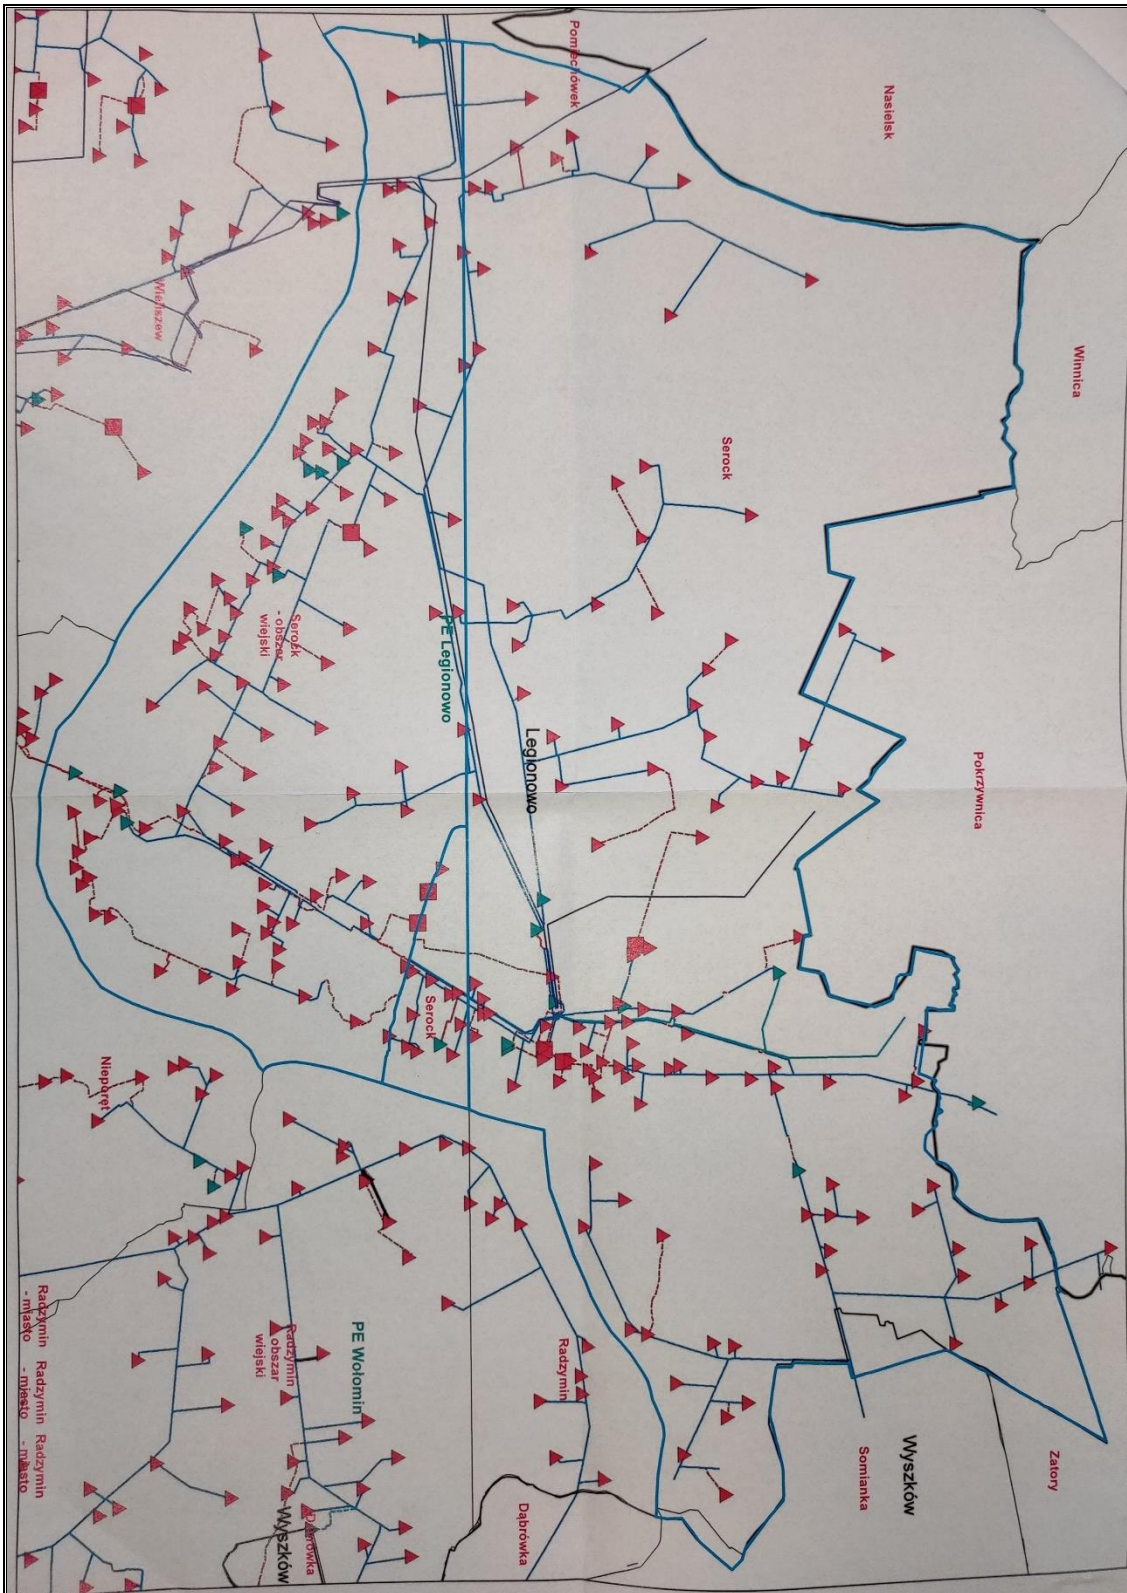 Pomiechówek
Nasielsk
Winnica
Wieliszew
Serock
Serock
- obszar
wiejski
PE Legionowo
Legionowo
Pokrzywnica
Serock
Nieporęt
Radzymin
- miasto
Radzymin
- miasto
Radzymin
- miasto
Radzymin
obszar
wiejski
PE Wołomin
Radzymin
Wyszków
Somianka
Zatory
Dąbrówka
Dąbrówka
Wyszków